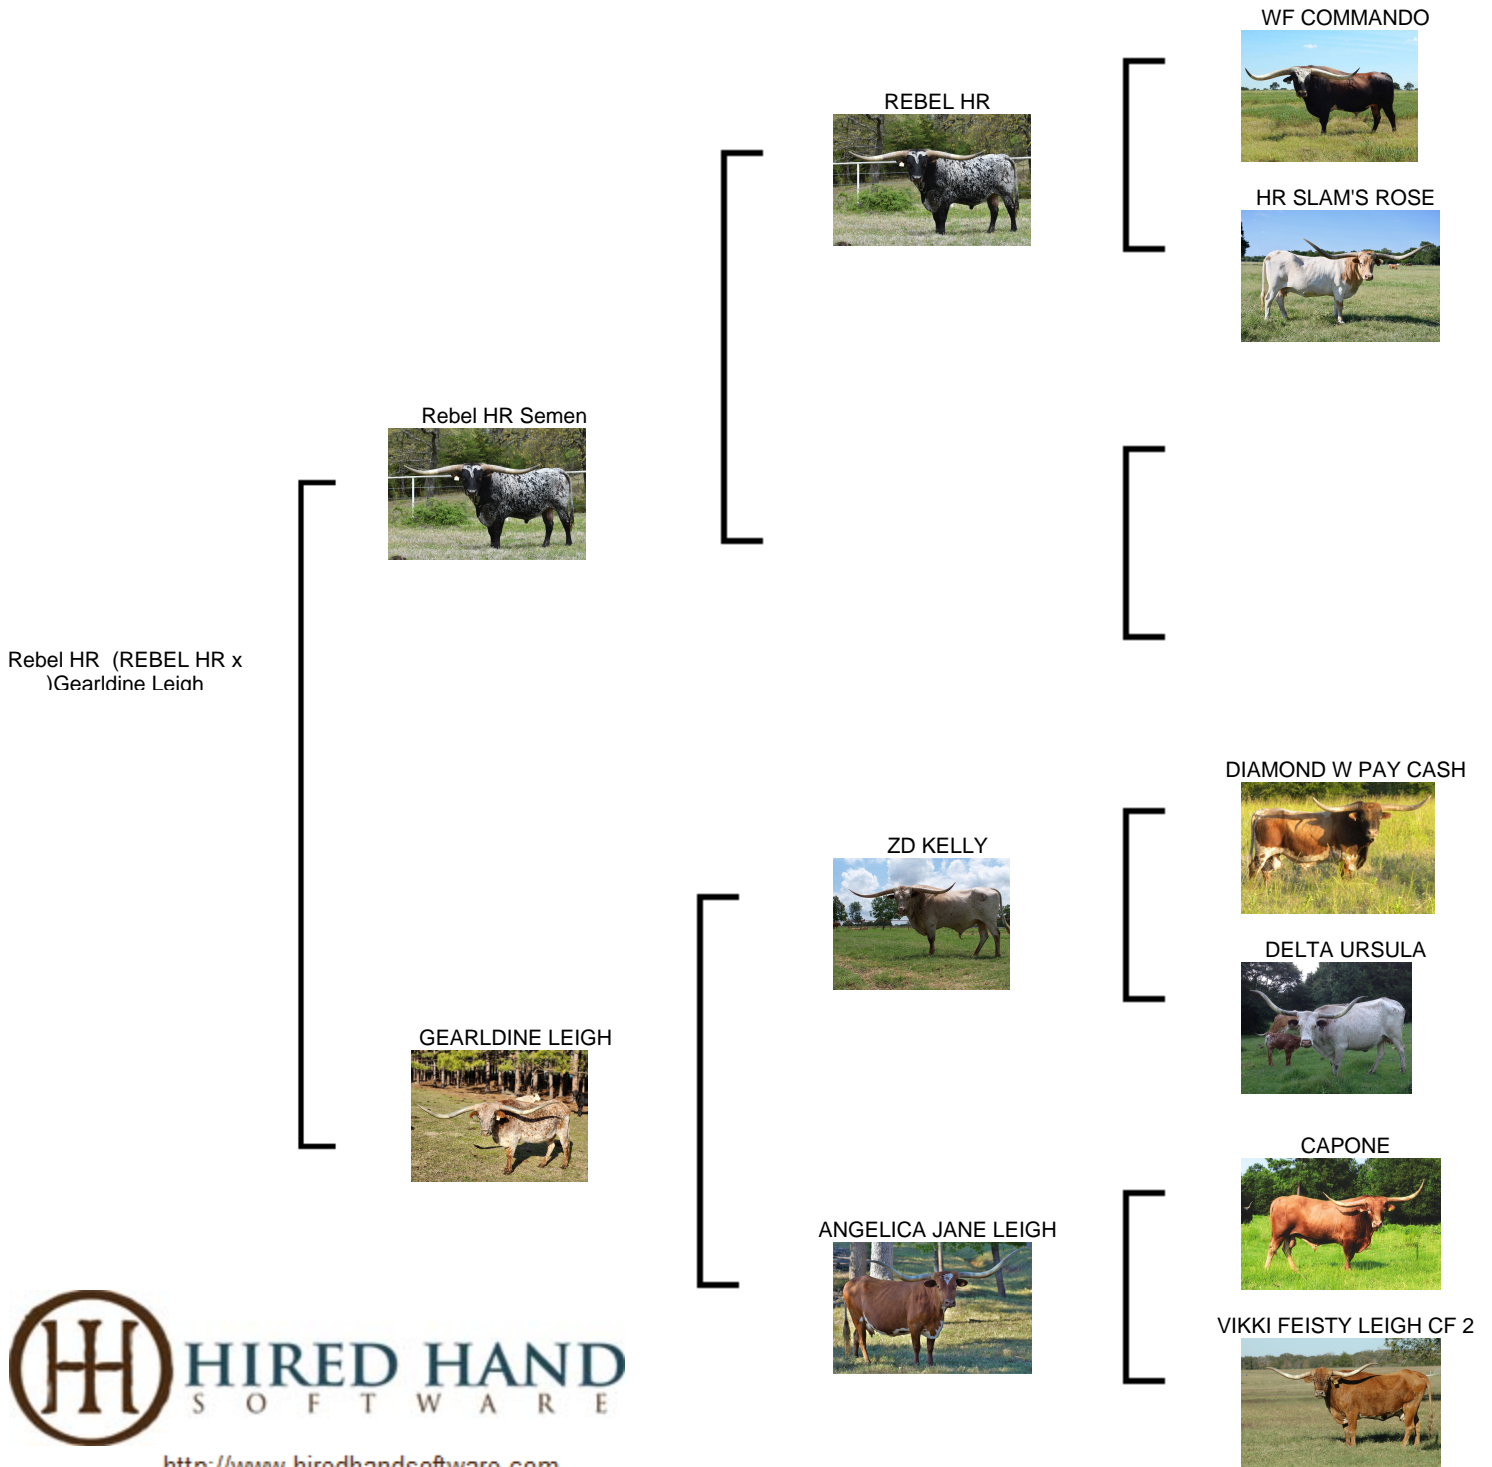 WF COMMANDO
REBEL HR
HR SLAM'S ROSE
Rebel HR Semen
Rebel HR  (REBEL HR x
)Gearldine Leigh
DIAMOND W PAY CASH
ZD KELLY
DELTA URSULA
GEARLDINE LEIGH
CAPONE
ANGELICA JANE LEIGH
VIKKI FEISTY LEIGH CF 2
HIRED HAND
SOFTWARE
http://www.hiredhandsoftware.com